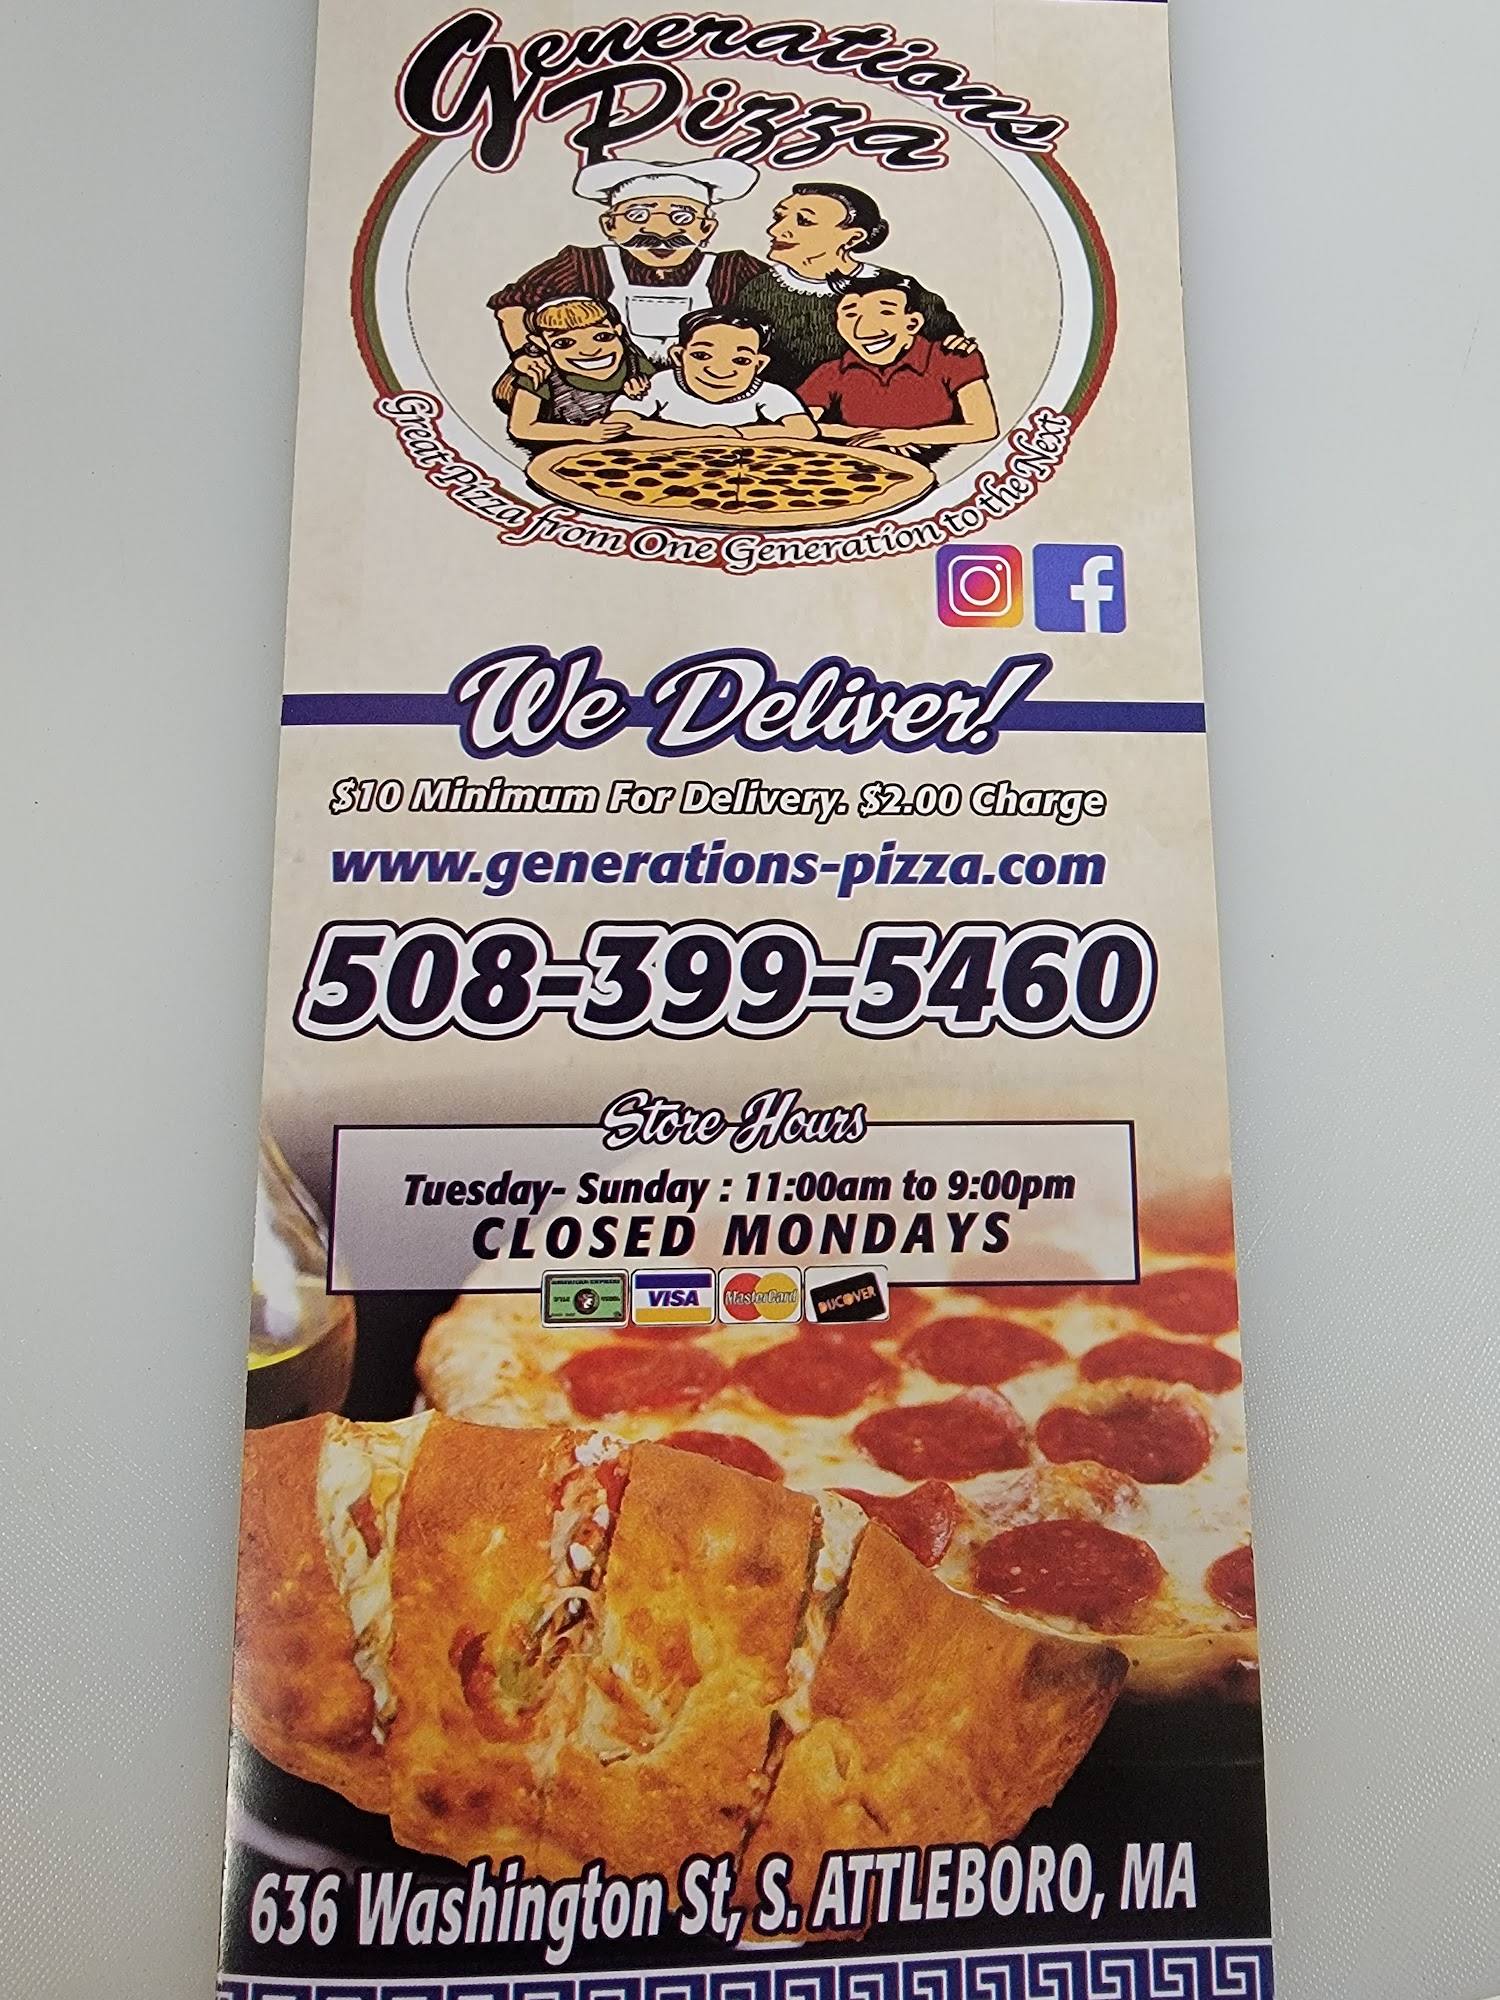 Generations
Pizza
Great Pizza from One Generation to the Next
We Deliver!
$10 Minimum For Delivery. $2.00 Charge
www.generations-pizza.com
508-399-5460
Store Hours
Tuesday- Sunday : 11:00am to 9:00pm
CLOSED MONDAYS
AMERICAN EXPRESS VISA MasterCard DISCOVER
636 Washington St, S. ATTLEBORO, MA